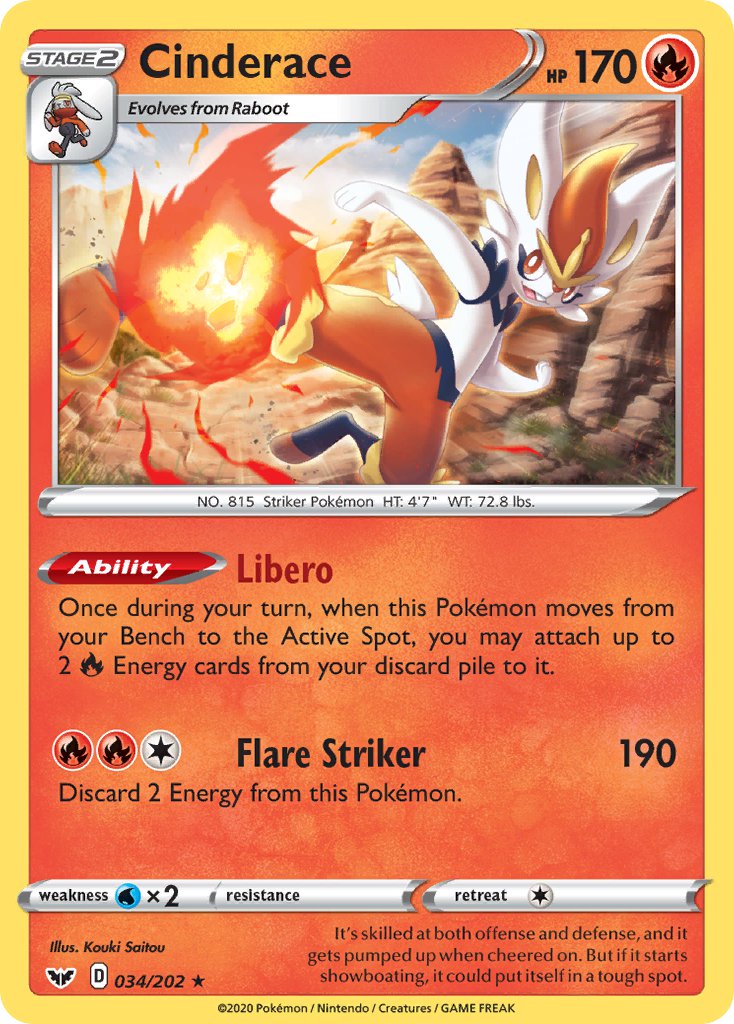 STAGE2
Cinderace
HP 170
Evolves from Raboot
NO. 815 Striker Pokémon HT: 4'7" WT: 72.8 lbs.
Ability Libero
Once during your turn, when this Pokémon moves from
your Bench to the Active Spot, you may attach up to
2 Energy cards from your discard pile to it.
Flare Striker 190
Discard 2 Energy from this Pokémon.
weakness ×2 resistance retreat
It's skilled at both offense and defense, and it
gets pumped up when cheered on. But if it starts
showboating, it could put itself in a tough spot.
Illus. Kouki Saitou
D 034/202 ★
©2020 Pokémon / Nintendo / Creatures / GAME FREAK